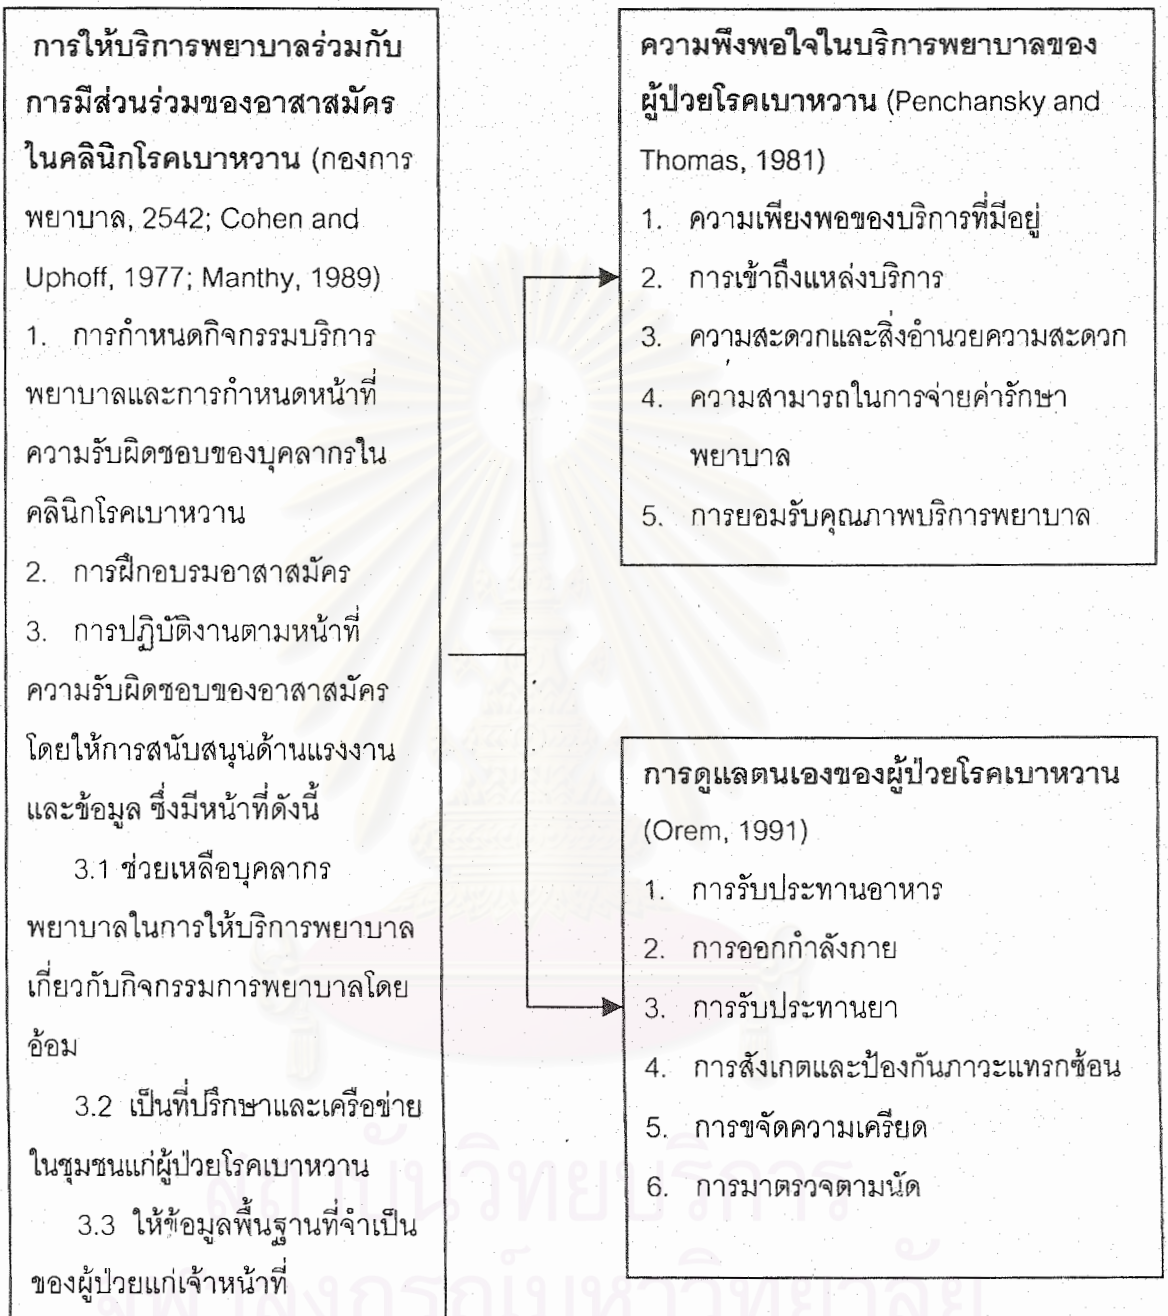 การให้บริการพยาบาลร่วมกับ
การมีส่วนร่วมของอาสาสมัคร
ในคลินิกโรคเบาหวาน (กองการ
พยาบาล, 2542; Cohen and
Uphoff, 1977; Manthy, 1989)
1. การกำหนดกิจกรรมบริการ
พยาบาลและการกำหนดหน้าที่
ความรับผิดชอบของบุคลากรใน
คลินิกโรคเบาหวาน
2. การฝึกอบรมอาสาสมัคร
3. การปฏิบัติงานตามหน้าที่
ความรับผิดชอบของอาสาสมัคร
โดยให้การสนับสนุนด้านแรงงาน
และข้อมูล ซึ่งมีหน้าที่ดังนี้
3.1 ช่วยเหลือบุคลากร
พยาบาลในการให้บริการพยาบาล
เกี่ยวกับกิจกรรมการพยาบาลโดย
อ้อม
3.2 เป็นที่ปรึกษาและเครือข่าย
ในชุมชนแก่ผู้ป่วยโรคเบาหวาน
3.3 ให้ข้อมูลพื้นฐานที่จำเป็น
ของผู้ป่วยแก่เจ้าหน้าที่
ความพึงพอใจในบริการพยาบาลของ
ผู้ป่วยโรคเบาหวาน (Penchansky and
Thomas, 1981)
1. ความเพียงพอของบริการที่มีอยู่
2. การเข้าถึงแหล่งบริการ
3. ความสะดวกและสิ่งอำนวยความสะดวก
4. ความสามารถในการจ่ายค่ารักษา
พยาบาล
5. การยอมรับคุณภาพบริการพยาบาล
การดูแลตนเองของผู้ป่วยโรคเบาหวาน
(Orem, 1991)
1. การรับประทานอาหาร
2. การออกกำลังกาย
3. การรับประทานยา
4. การสังเกตและป้องกันภาวะแทรกซ้อน
5. การขจัดความเครียด
6. การมาตรวจตามนัด
สถาบันวิทยบริการ
จุฬาลงกรณ์มหาวิทยาลัย